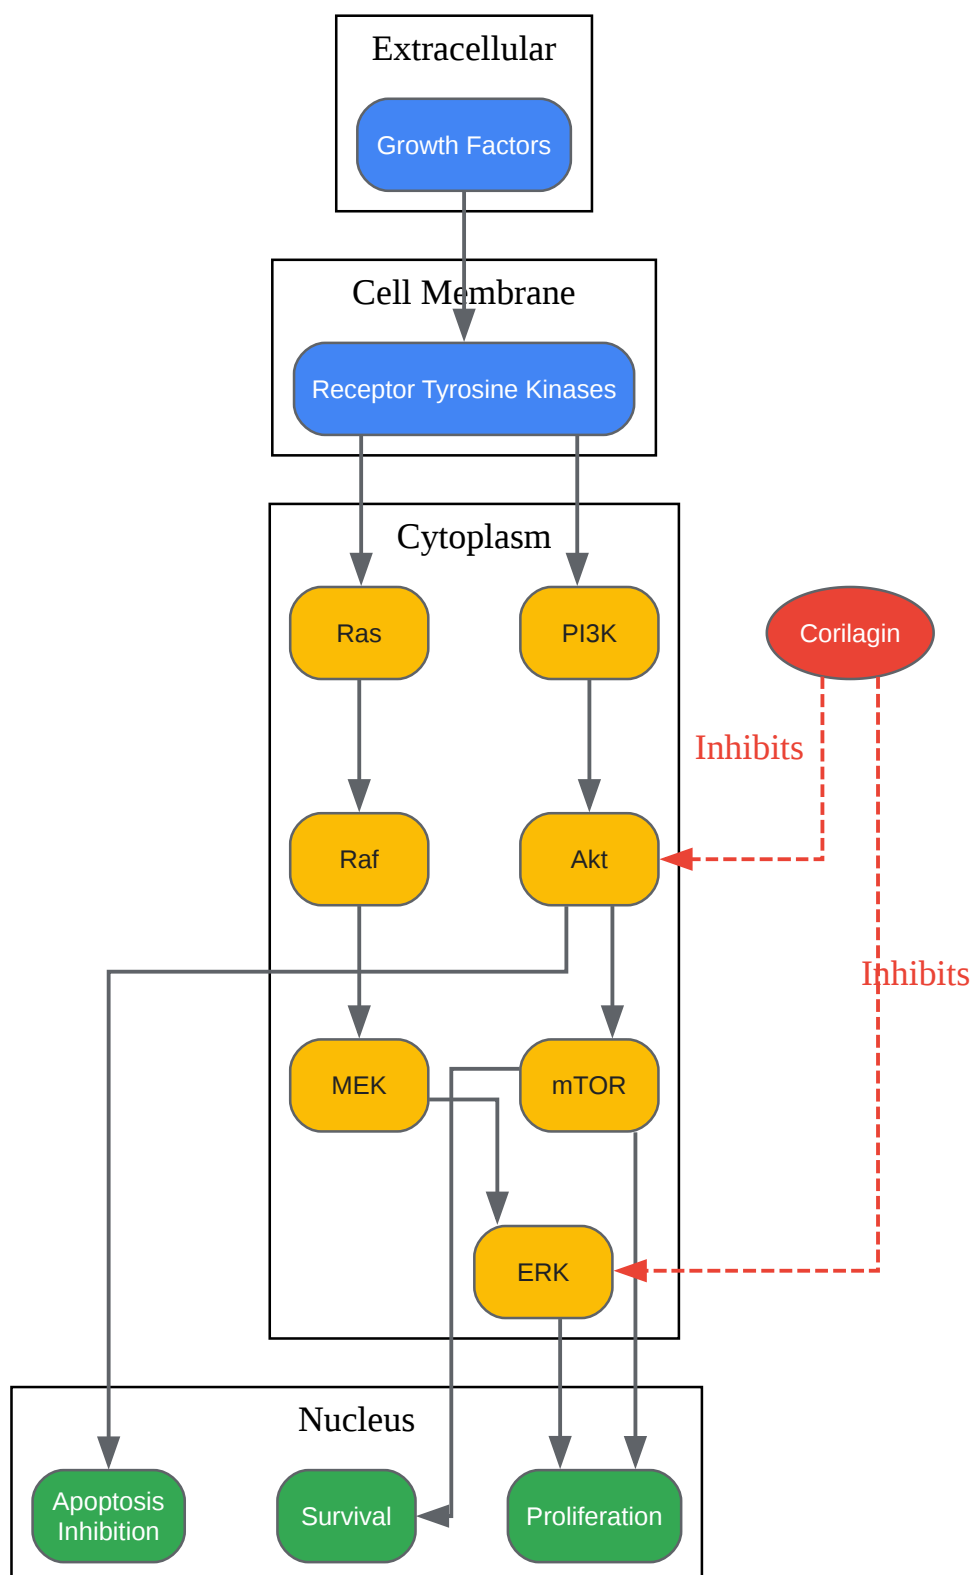 Extracellular
Growth Factors
Cell Membrane
Receptor Tyrosine Kinases
Cytoplasm
Ras
PI3K
Corilagin
Inhibits
Raf
Akt
Inhibits
MEK
mTOR
ERK
Nucleus
Apoptosis
Inhibition
Survival
Proliferation